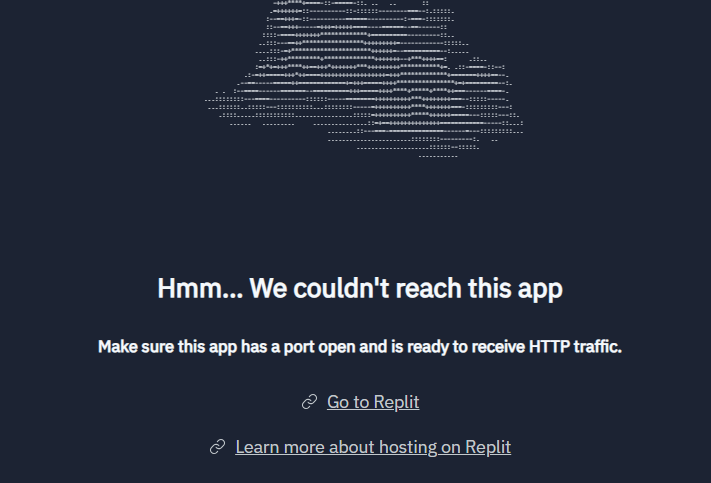 Hmm... We couldn't reach this app
Make sure this app has a port open and is ready to receive HTTP traffic.
Go to Replit
Learn more about hosting on Replit